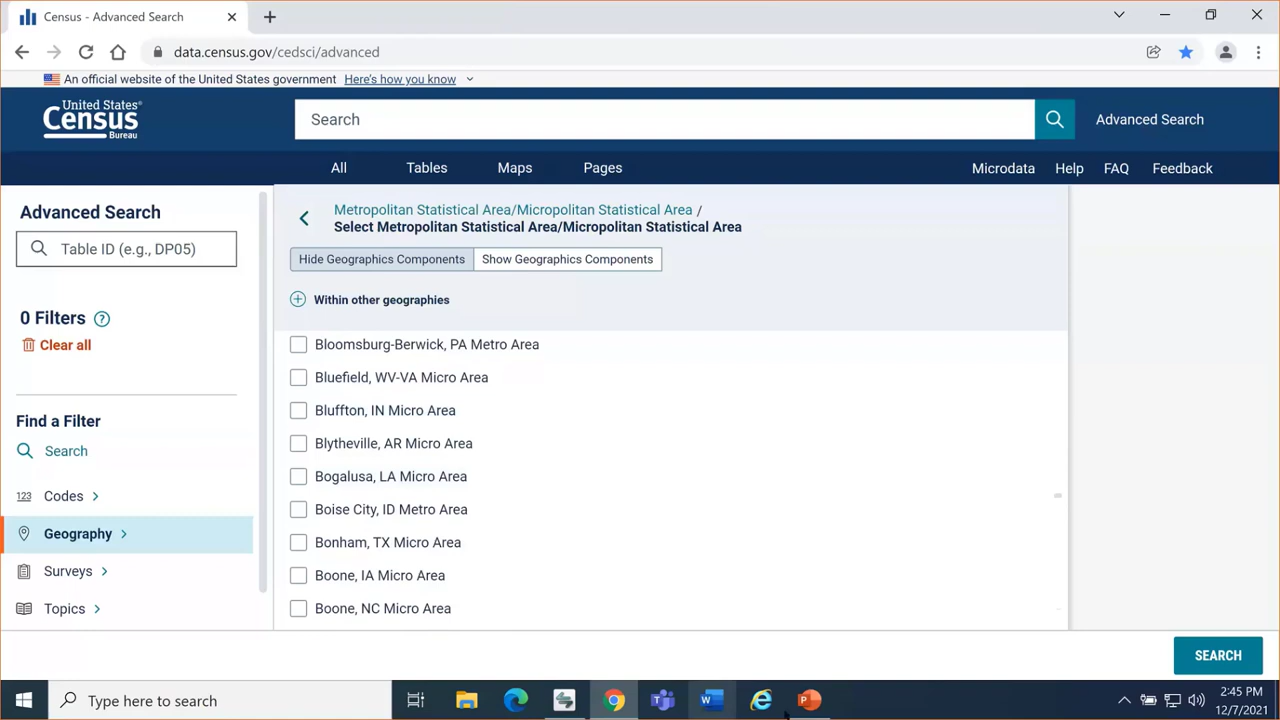 Census - Advanced Search
data.census.gov/cedsci/advanced
An official website of the United States government Here's how you know
United States®
Census
Bureau
Search
Advanced Search
All Tables Maps Pages
Microdata Help FAQ Feedback
Advanced Search
Table ID (e.g., DP05)
0 Filters ?
Clear all
Find a Filter
Search
123 Codes
Geography
Surveys
Topics
Metropolitan Statistical Area/Micropolitan Statistical Area /
Select Metropolitan Statistical Area/Micropolitan Statistical Area
Hide Geographics Components Show Geographics Components
Within other geographies
Bloomsburg-Berwick, PA Metro Area
Bluefield, WV-VA Micro Area
Bluffton, IN Micro Area
Blytheville, AR Micro Area
Bogalusa, LA Micro Area
Boise City, ID Metro Area
Bonham, TX Micro Area
Boone, IA Micro Area
Boone, NC Micro Area
SEARCH
Type here to search
2:45 PM
12/7/2021